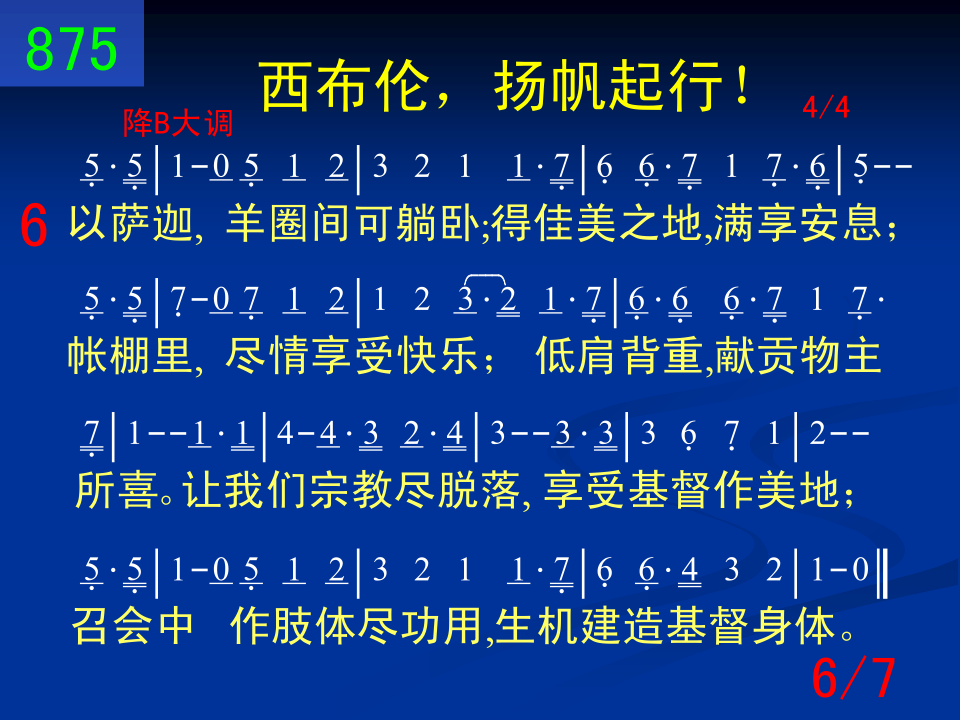 875
西布伦，扬帆起行！
降B大调
4/4
5·5|1-0 5 1 2|3 2 1 1·7|6 6·7 1 7·6|5--
6
以萨迦, 羊圈间可躺卧;得佳美之地,满享安息；
5·5|7-0 7 1 2|1 2 3·2 1·7|6·6 6·7 1 7·
帐棚里, 尽情享受快乐； 低肩背重,献贡物主
7|1--1·1|4-4·3 2·4|3--3·3|3 6 7 1|2--
所喜。让我们宗教尽脱落, 享受基督作美地；
5·5|1-0 5 1 2|3 2 1 1·7|6 6·4 3 2|1-0‖
召会中 作肢体尽功用,生机建造基督身体。
6/7